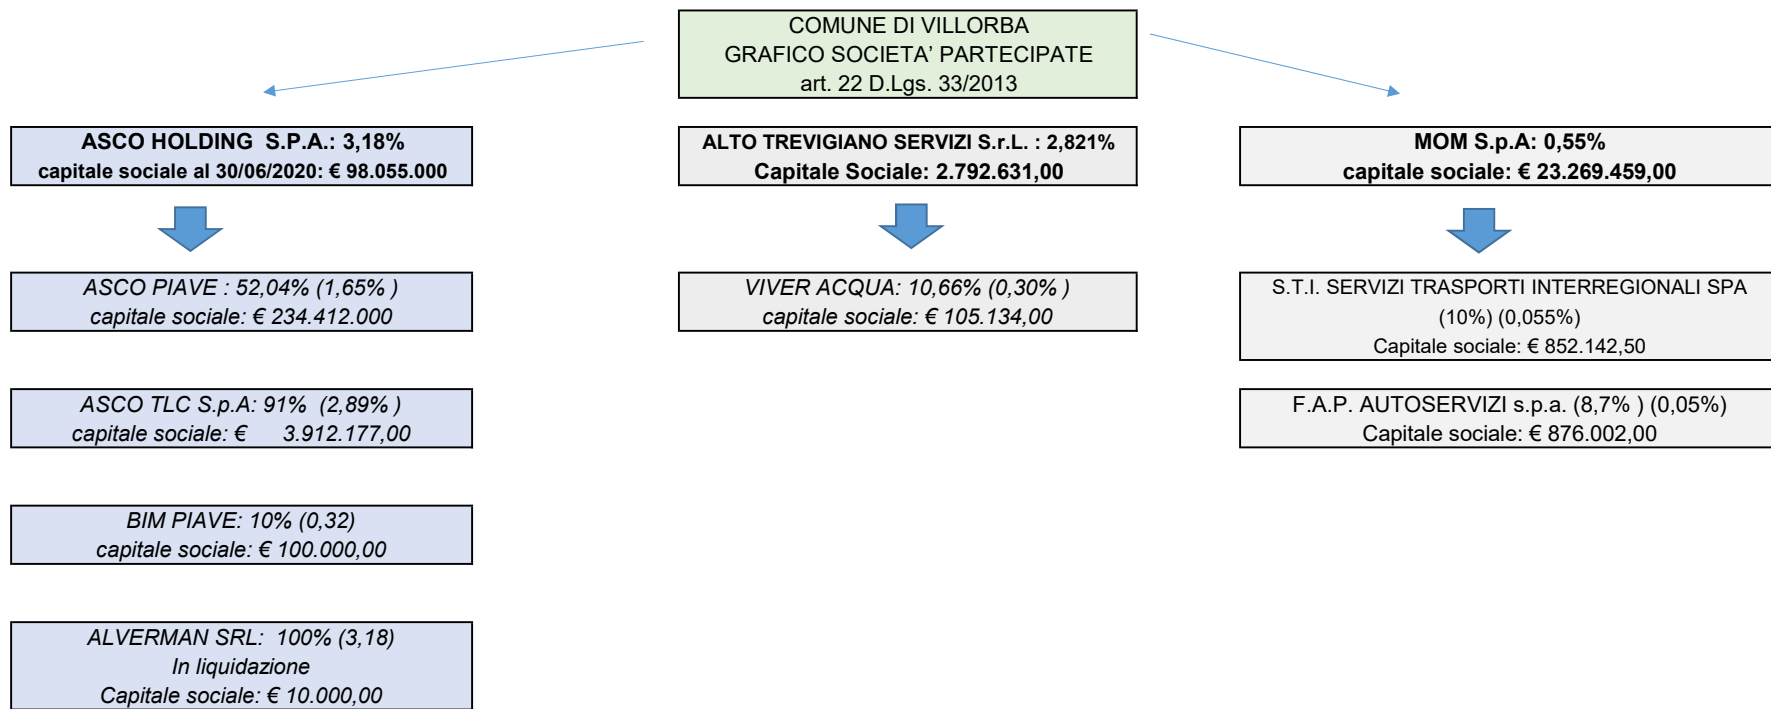 COMUNE DI VILLORBA
GRAFICO SOCIETA’ PARTECIPATE
art. 22 D.Lgs. 33/2013
ASCO HOLDING S.P.A.: 3,18%
capitale sociale al 30/06/2020: € 98.055.000
ALTO TREVIGIANO SERVIZI S.r.L. : 2,821%
Capitale Sociale: 2.792.631,00
MOM S.p.A: 0,55%
capitale sociale: € 23.269.459,00
ASCO PIAVE : 52,04% (1,65% )
capitale sociale: € 234.412.000
VIVER ACQUA: 10,66% (0,30% )
capitale sociale: € 105.134,00
S.T.I. SERVIZI TRASPORTI INTERREGIONALI SPA
(10%) (0,055%)
Capitale sociale: € 852.142,50
ASCO TLC S.p.A: 91% (2,89% )
capitale sociale: € 3.912.177,00
F.A.P. AUTOSERVIZI s.p.a. (8,7% ) (0,05%)
Capitale sociale: € 876.002,00
BIM PIAVE: 10% (0,32)
capitale sociale: € 100.000,00
ALVERMAN SRL: 100% (3,18)
In liquidazione
Capitale sociale: € 10.000,00